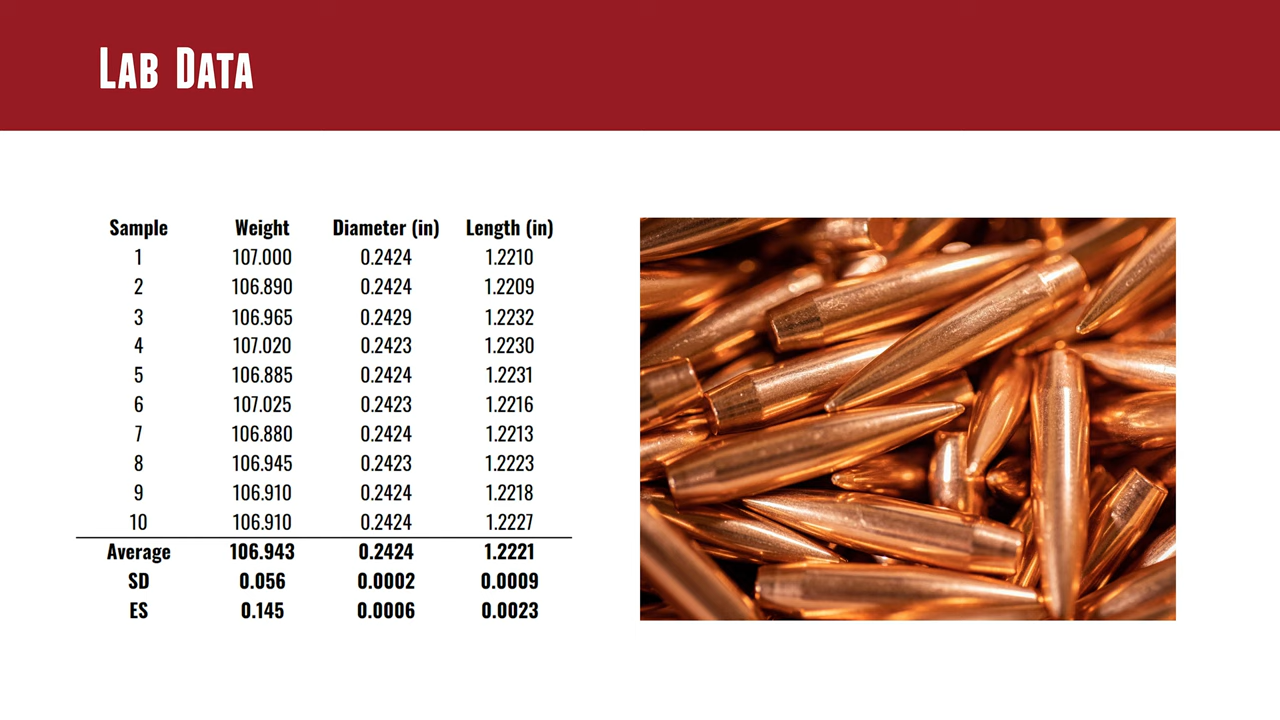 LAB DATA
Sample Weight Diameter (in) Length (in)
1 107.000 0.2424 1.2210
2 106.890 0.2424 1.2209
3 106.965 0.2429 1.2232
4 107.020 0.2423 1.2230
5 106.885 0.2424 1.2231
6 107.025 0.2423 1.2216
7 106.880 0.2424 1.2213
8 106.945 0.2423 1.2223
9 106.910 0.2424 1.2218
10 106.910 0.2424 1.2227
Average 106.943 0.2424 1.2221
SD 0.056 0.0002 0.0009
ES 0.145 0.0006 0.0023